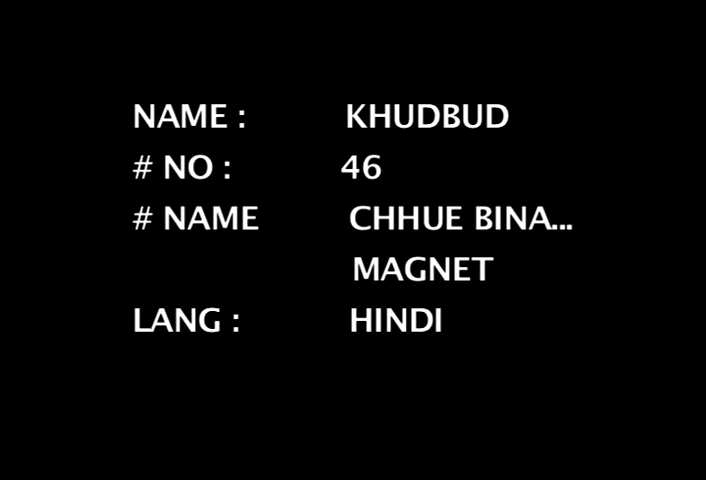 NAME : KHUDBUD
# NO : 46
# NAME CHHUE BINA...
MAGNET
LANG : HINDI